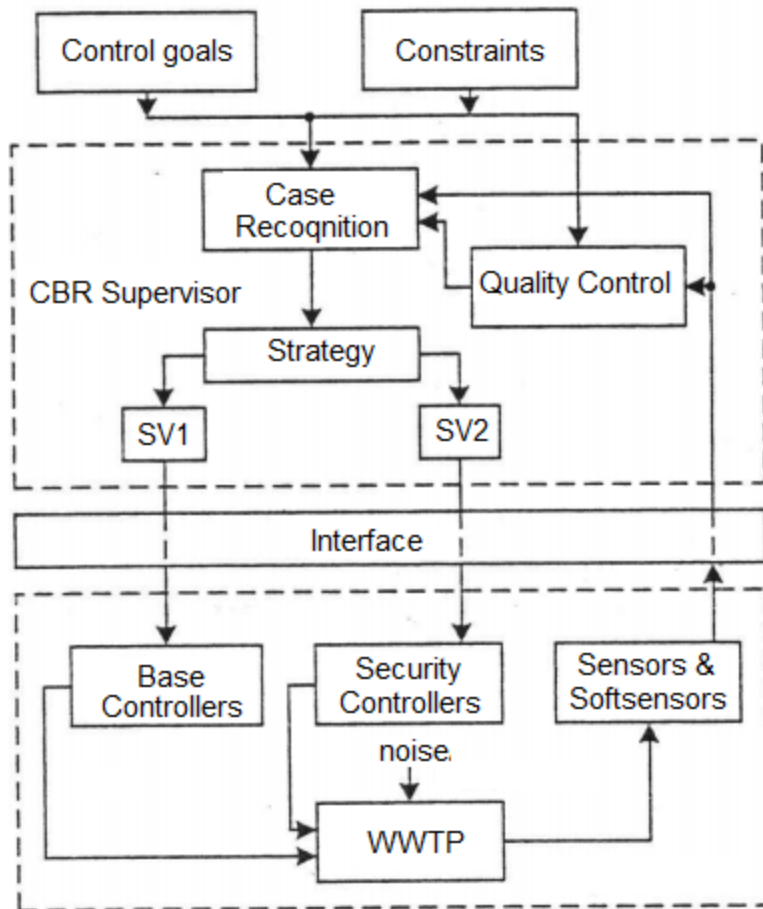 Control goals
Constraints
Case
Recoqnition
Quality Control
CBR Supervisor
Strategy
SV1
SV2
Interface
Base
Controllers
Security
Controllers
Sensors &
Softsensors
noise
WWTP